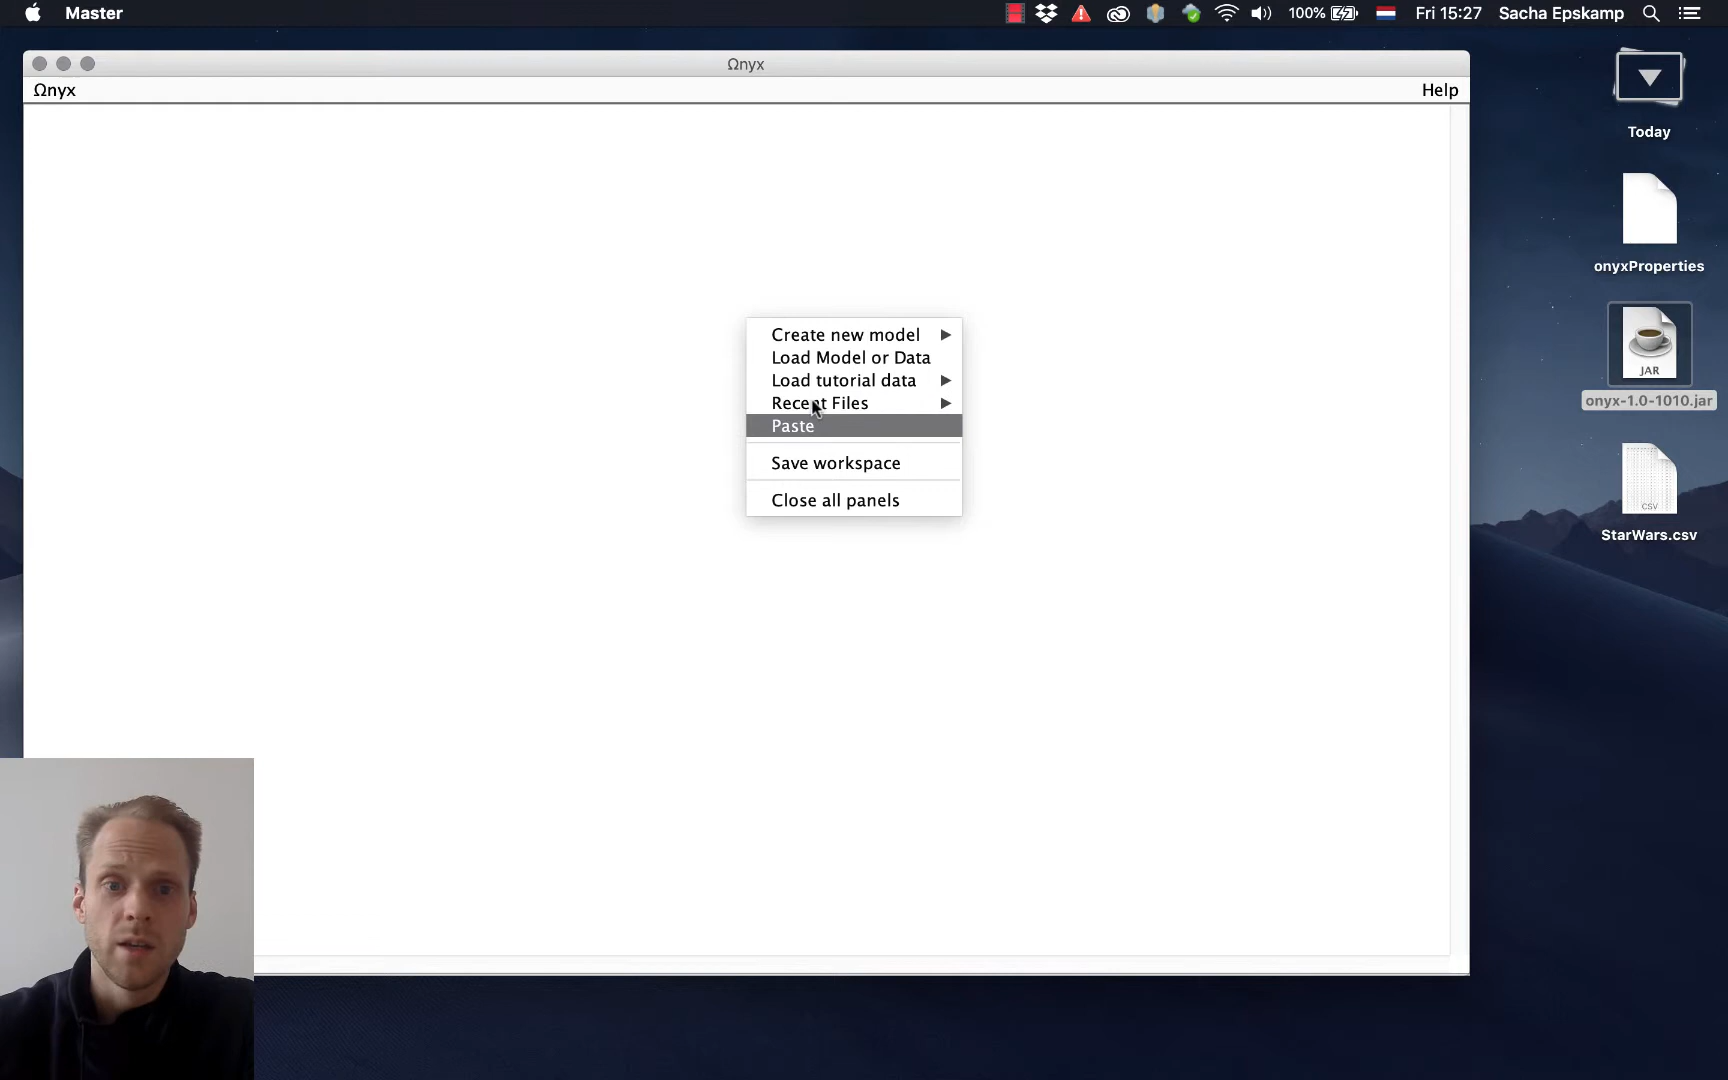 Master
100%
Fri 15:27
Sacha Epskamp
Ωnyx
Ωnyx
Help
Create new model
Load Model or Data
Load tutorial data
Recent Files
Paste
Save workspace
Close all panels
Today
onyxProperties
JAR
onyx-1.0-1010.jar
CSV
StarWars.csv